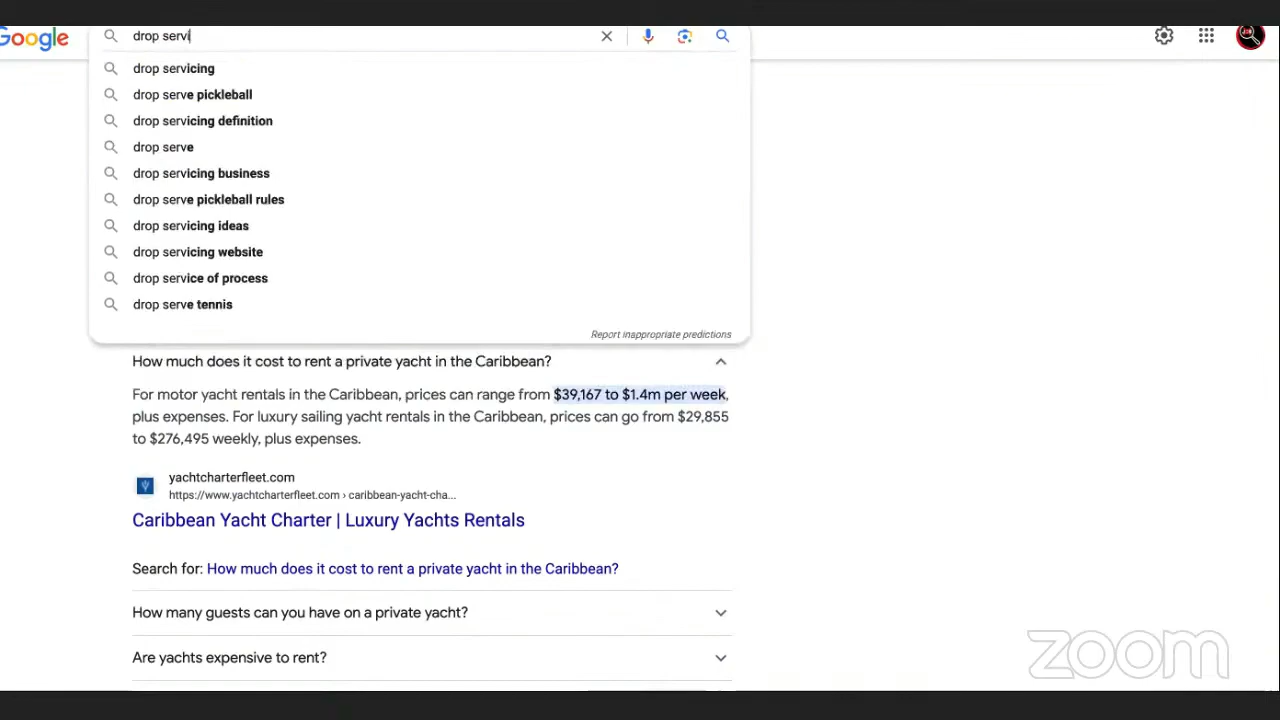 Google
drop servi
drop servicing
drop serve pickleball
drop servicing definition
drop serve
drop servicing business
drop serve pickleball rules
drop servicing ideas
drop servicing website
drop service of process
drop serve tennis
Report inappropriate predictions
How much does it cost to rent a private yacht in the Caribbean?
For motor yacht rentals in the Caribbean, prices can range from $39,167 to $1.4m per week,
plus expenses. For luxury sailing yacht rentals in the Caribbean, prices can go from $29,855
to $276,495 weekly, plus expenses.
yachtcharterfleet.com
https://www.yachtcharterfleet.com › caribbean-yacht-cha...
Caribbean Yacht Charter | Luxury Yachts Rentals
Search for: How much does it cost to rent a private yacht in the Caribbean?
How many guests can you have on a private yacht?
Are yachts expensive to rent?
zoom